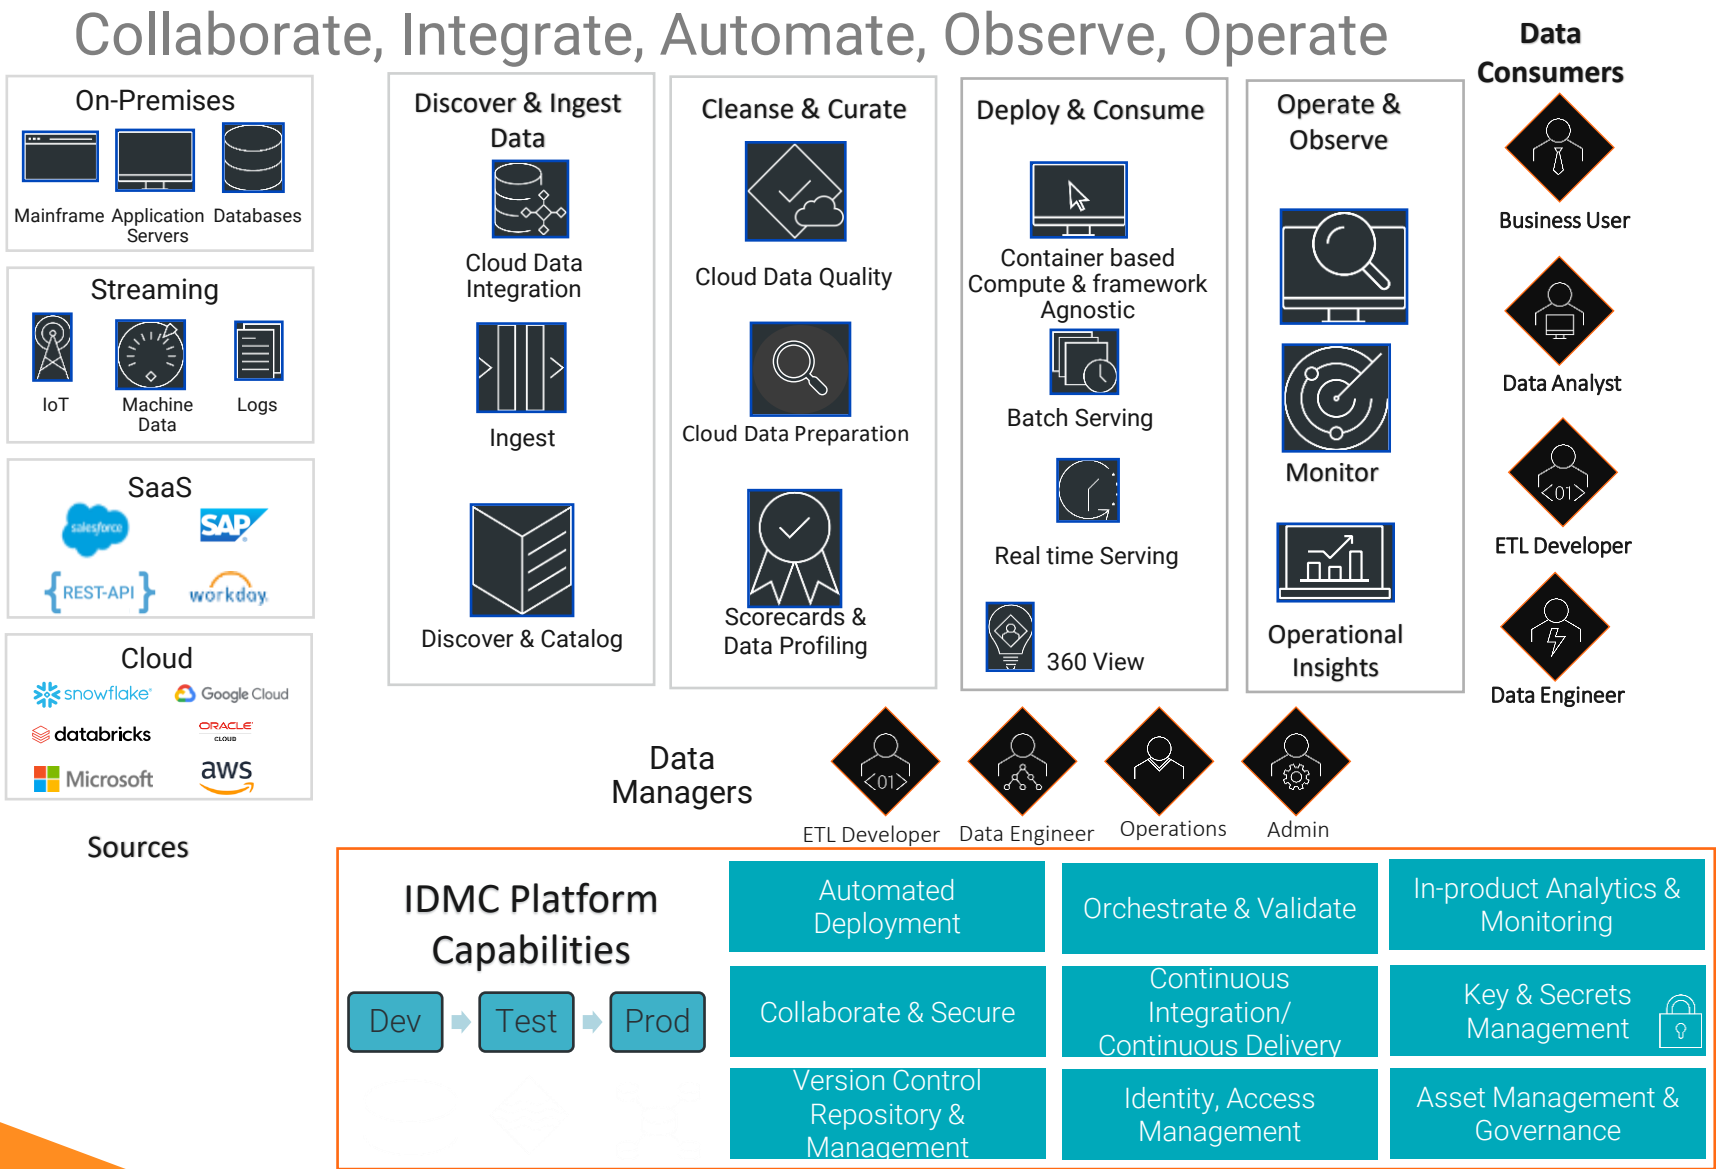 Collaborate, Integrate, Automate, Observe, Operate
On-Premises
Mainframe
Application
Servers
Databases
Streaming
IoT
Machine
Data
Logs
SaaS
salesforce
SAP
{REST-API}
workday.
Cloud
snowflake
Google Cloud
databricks
ORACLE
CLOUD
Microsoft
aws
Sources
Discover & Ingest
Data
Cloud Data
Integration
Ingest
Discover & Catalog
Cleanse & Curate
Cloud Data Quality
Cloud Data Preparation
Scorecards &
Data Profiling
Deploy & Consume
Container based
Compute & framework
Agnostic
Batch Serving
Real time Serving
360 View
Operate &
Observe
Monitor
Operational
Insights
Data
Consumers
Business User
Data Analyst
<01>
ETL Developer
Data Engineer
Data
Managers
<01>
ETL Developer
Data Engineer
Operations
Admin
IDMC Platform
Capabilities
Dev
Test
Prod
Automated
Deployment
Orchestrate & Validate
In-product Analytics &
Monitoring
Collaborate & Secure
Continuous
Integration/
Continuous Delivery
Key & Secrets
Management
Version Control
Repository &
Management
Identity, Access
Management
Asset Management &
Governance